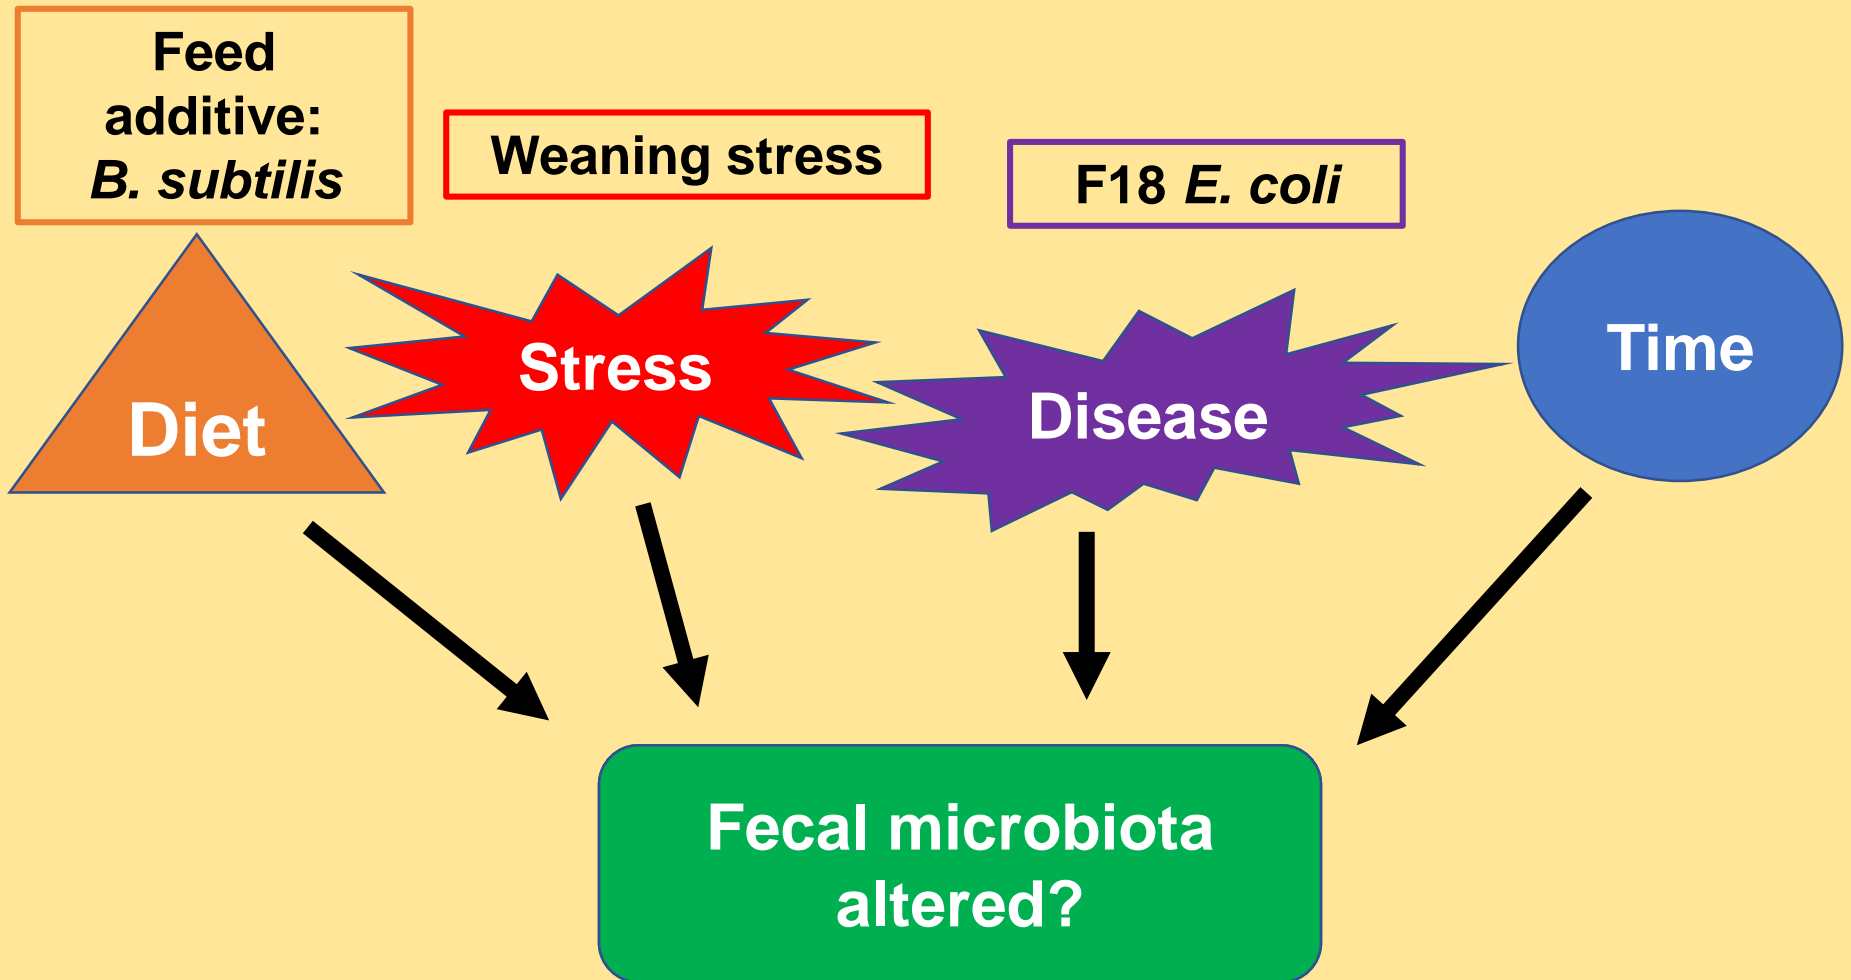 Feed
additive:
B. subtilis
Weaning stress
F18 E. coli
Diet
Stress
Disease
Time
Fecal microbiota
altered?